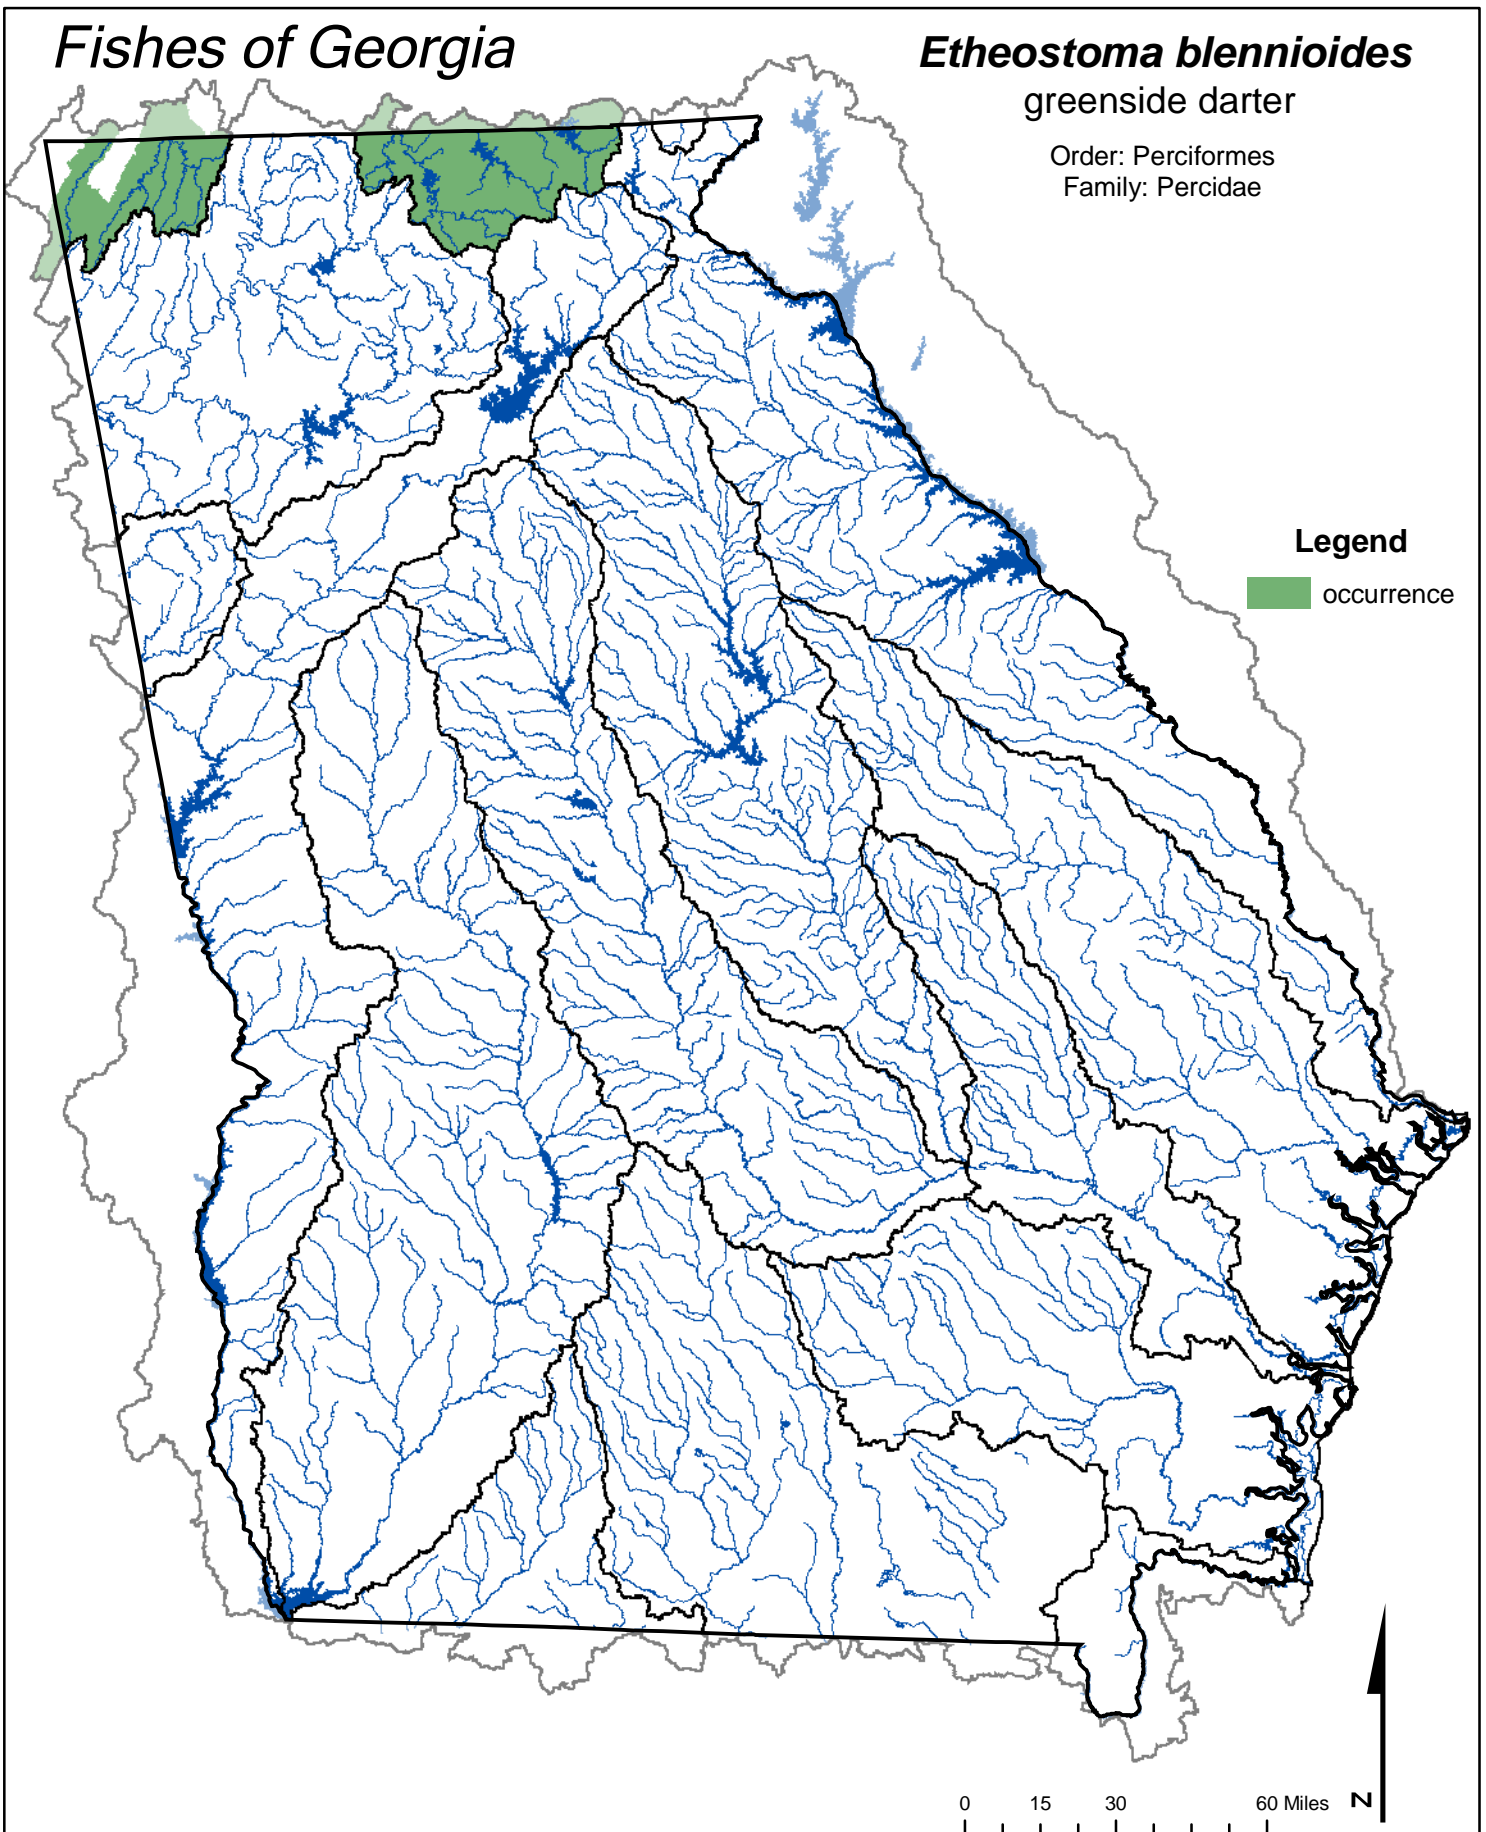 Fishes of Georgia
Etheostoma blennioides
greenside darter
Order: Perciformes
Family: Percidae
Legend
occurrence
0 15 30 60 Miles
N